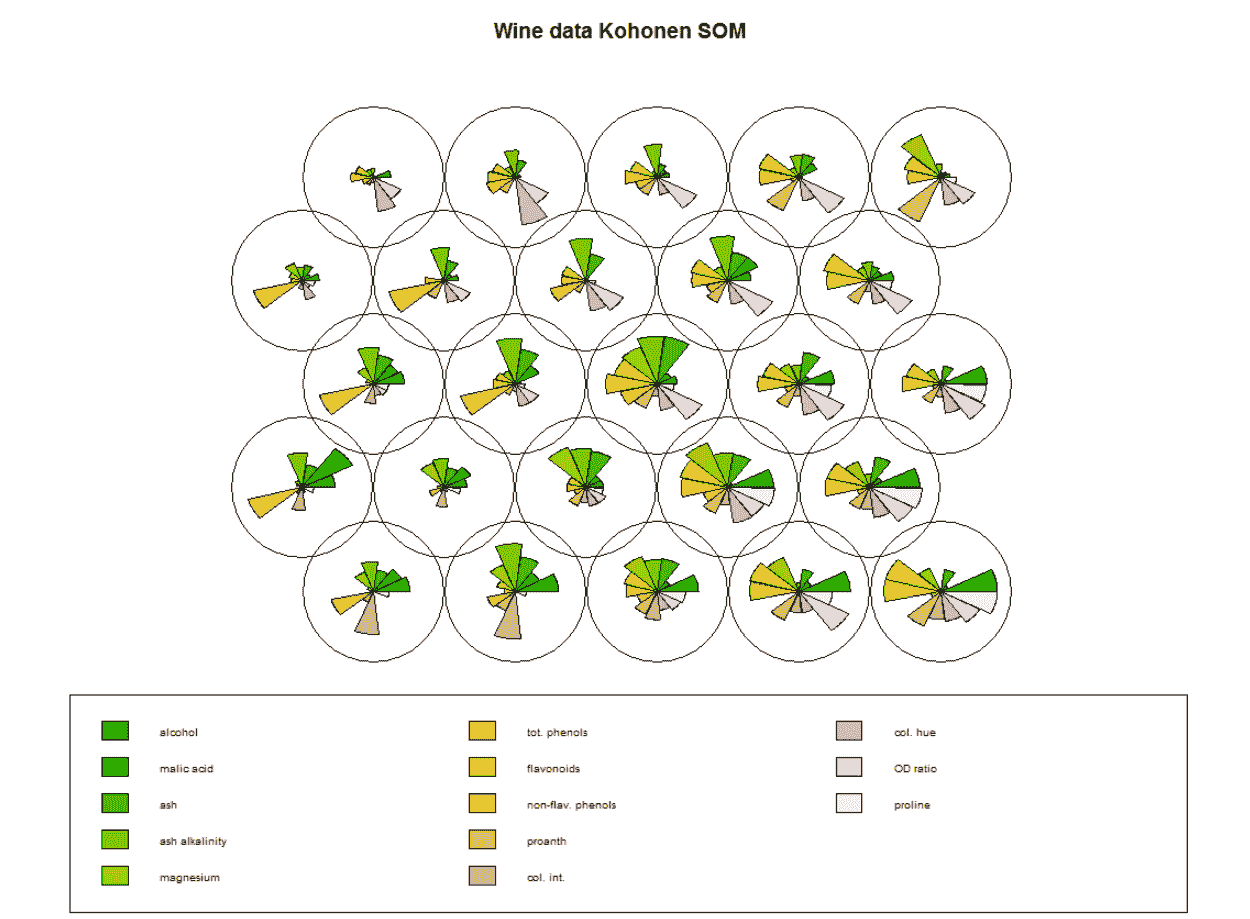 Wine data Kohonen SOM
alcohol
malic acid
ash
ash alkalinity
magnesium
tot. phenols
flavonoids
non-flav. phenols
proanth
col. int.
col. hue
OD ratio
proline